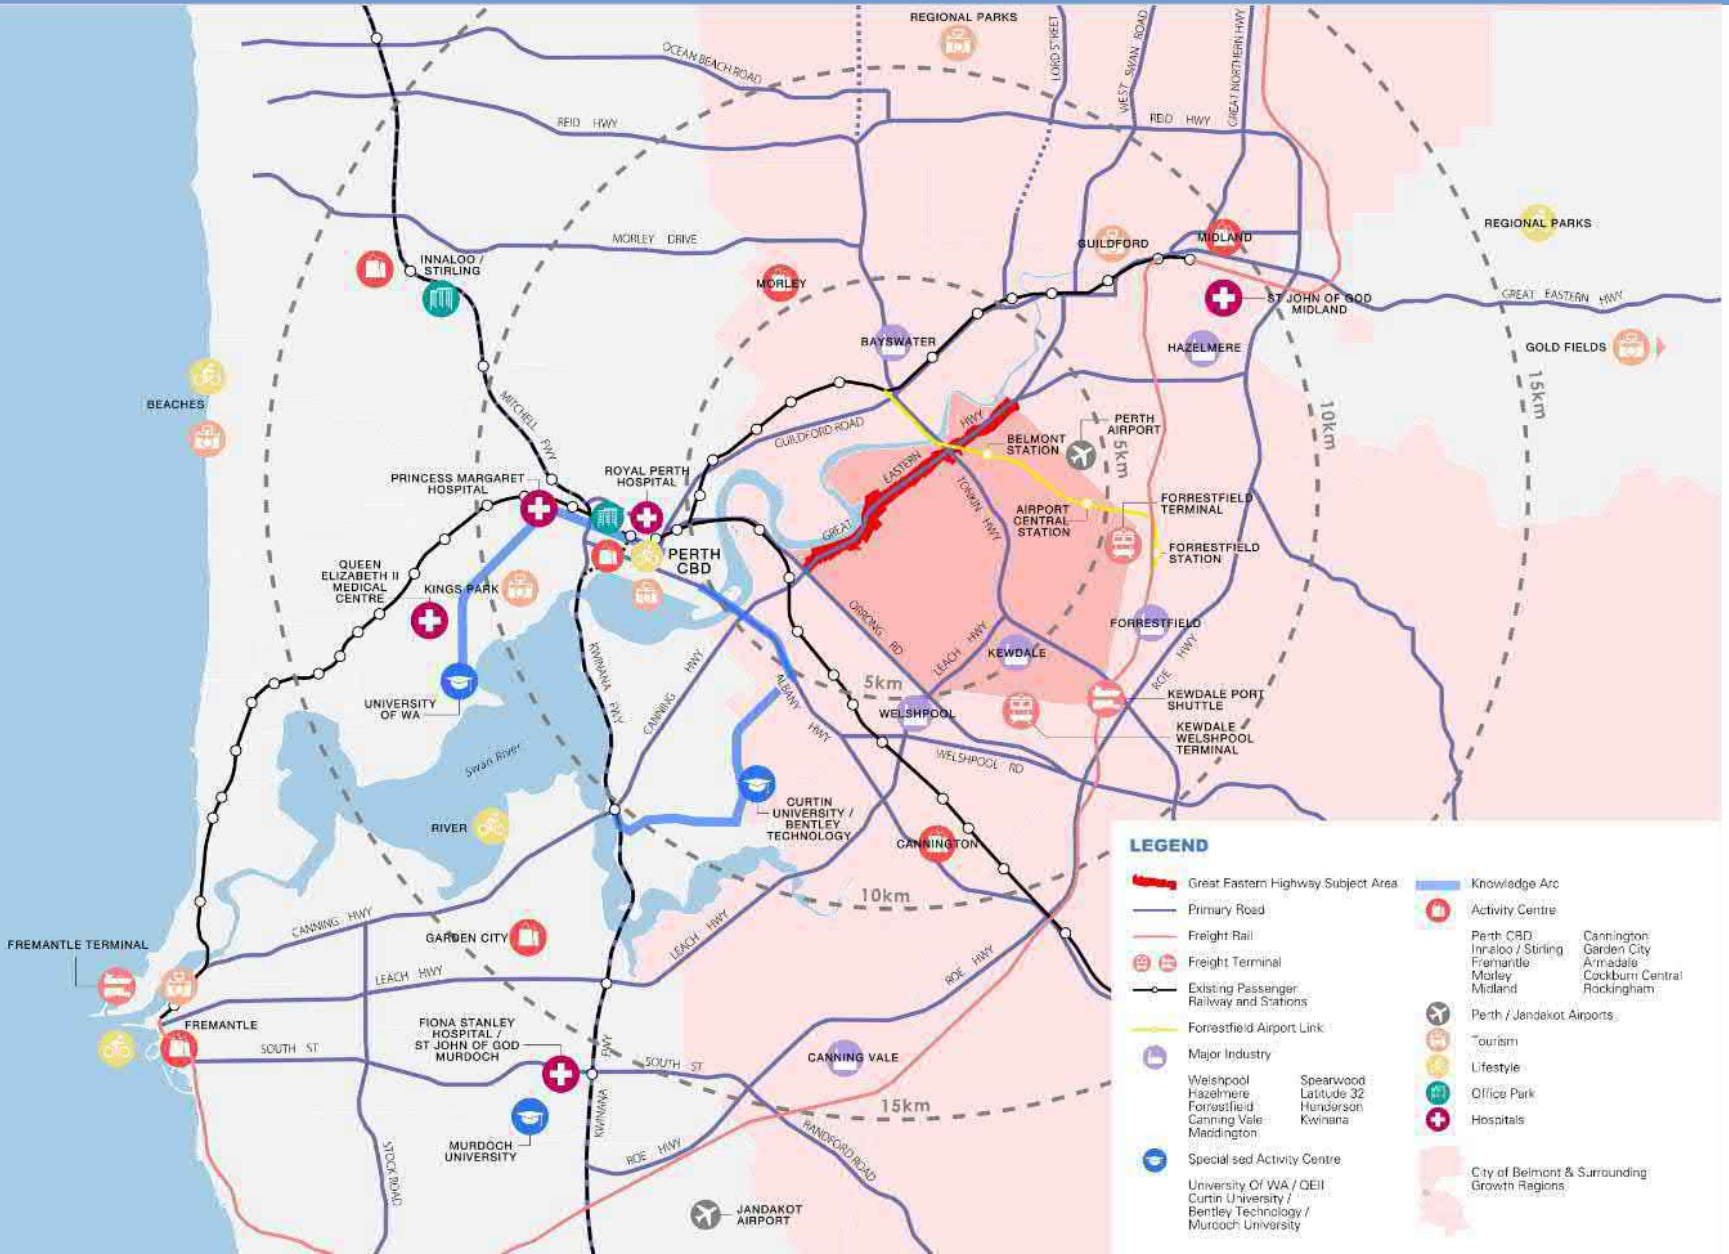 REGIONAL PARKS
OCEAN BEACH ROAD
LORD STREET
WEST SWAN ROAD
GREAT NORTHERN HWY
REID HWY
REID HWY
MORLEY DRIVE
INNALOO /
STIRLING
MORLEY
GUILDFORD
MIDLAND
REGIONAL PARKS
ST JOHN OF GOD
MIDLAND
GREAT EASTERN HWY
BAYSWATER
HAZELMERE
GOLD FIELDS
BEACHES
MITCHELL FWY
GUILDFORD ROAD
HWY
PERTH
AIRPORT
BELMONT
STATION
5km
10km
15km
PRINCESS MARGARET
HOSPITAL
ROYAL PERTH
HOSPITAL
EASTERN
TONKIN HWY
AIRPORT
CENTRAL
STATION
FORRESTFIELD
TERMINAL
GREAT
FORRESTFIELD
STATION
PERTH
CBD
QUEEN
ELIZABETH II
MEDICAL
CENTRE
KINGS PARK
ORRONG RD
LEACH HWY
FORRESTFIELD
KEWDALE
ROE HWY
KWINANA FWY
CANNING HWY
ALBANY HWY
5km
UNIVERSITY
OF WA
WELSHPOOL
KEWDALE PORT
SHUTTLE
KEWDALE
WELSHPOOL
TERMINAL
WELSHPOOL RD
Swan River
RIVER
CURTIN
UNIVERSITY /
BENTLEY
TECHNOLOGY
CANNINGTON
10km
CANNING HWY
GARDEN CITY
LEACH HWY
LEACH HWY
ROE HWY
FREMANTLE TERMINAL
FREMANTLE
SOUTH ST
FIONA STANLEY
HOSPITAL /
ST JOHN OF GOD
MURDOCH
SOUTH ST
CANNING VALE
15km
KWINANA FWY
MURDOCH
UNIVERSITY
STOCK ROAD
ROE HWY
RANDFORD ROAD
JANDAKOT
AIRPORT
LEGEND
Great Eastern Highway Subject Area
Primary Road
Freight Rail
Freight Terminal
Existing Passenger
Railway and Stations
Forrestfield Airport Link
Major Industry
Welshpool
Hazelmere
Forrestfield
Canning Vale
Maddington
Spearwood
Latitude 32
Henderson
Kwinana
Specialised Activity Centre
University Of WA / QEII
Curtin University /
Bentley Technology /
Murdoch University
Knowledge Arc
Activity Centre
Perth CBD
Innaloo / Stirling
Fremantle
Morley
Midland
Cannington
Garden City
Armadale
Cockburn Central
Rockingham
Perth / Jandakot Airports
Tourism
Lifestyle
Office Park
Hospitals
City of Belmont & Surrounding
Growth Regions